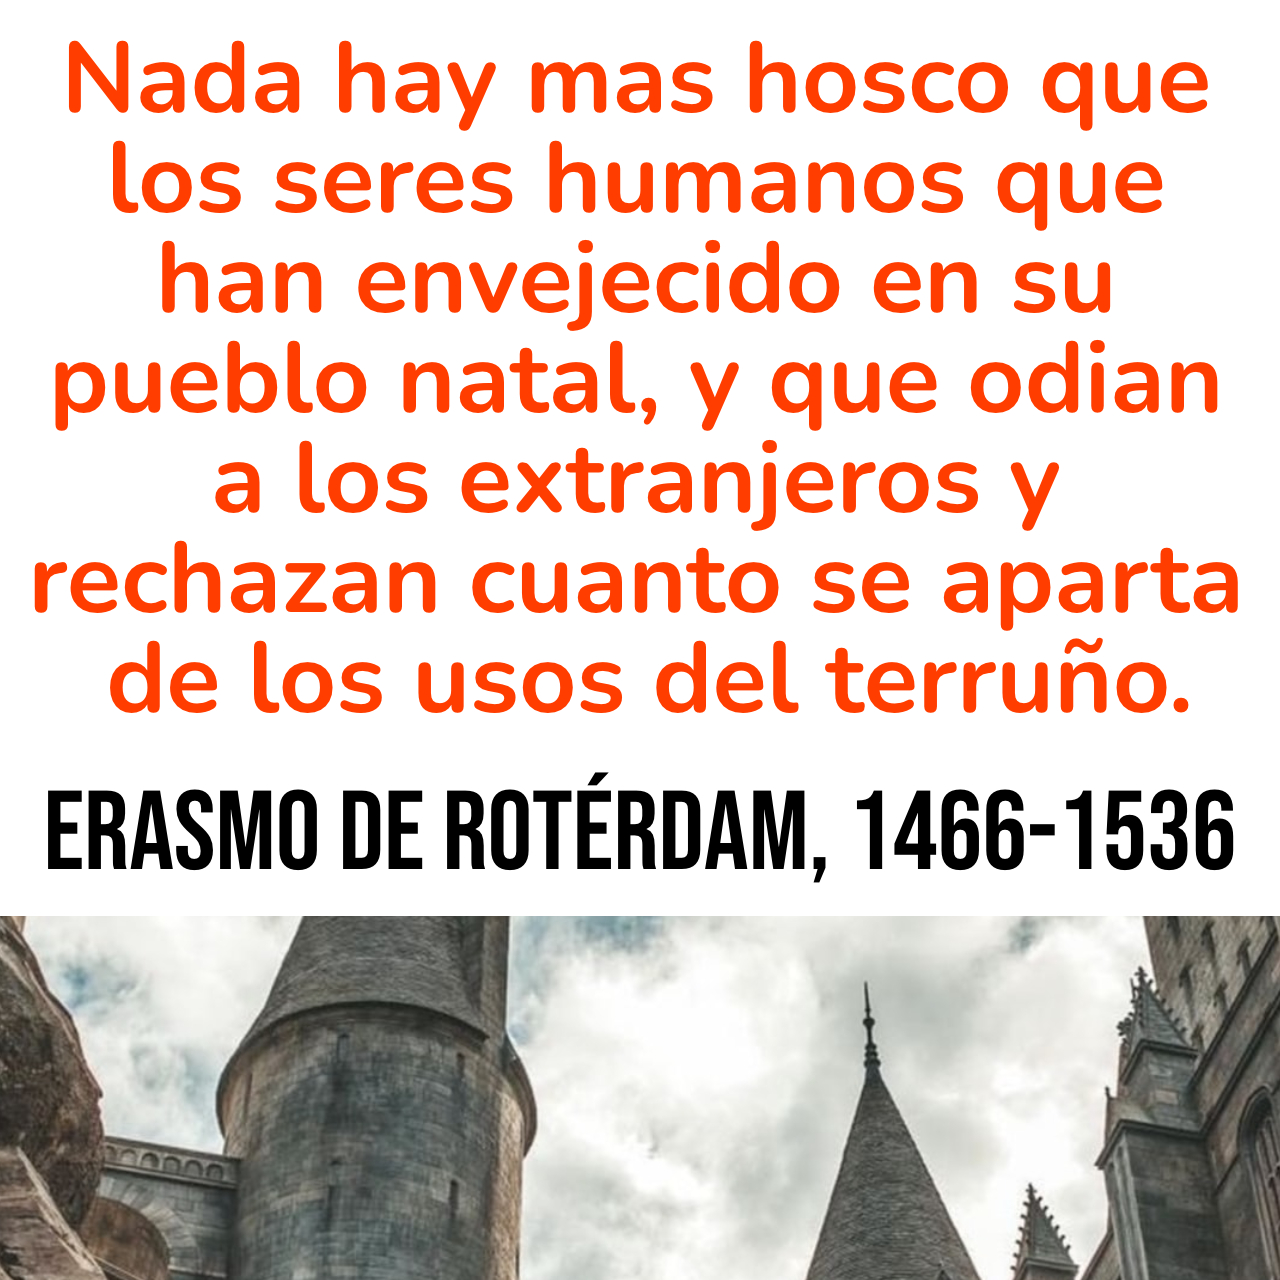 Nada hay mas hosco que
los seres humanos que
han envejecido en su
pueblo natal, y que odian
a los extranjeros y
rechazan cuanto se aparta
de los usos del terruño.
ERASMO DE ROTÉRDAM, 1466-1536